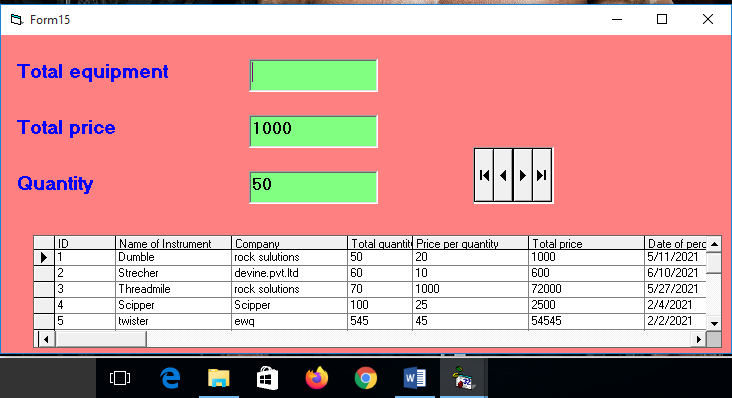 Form15
Total equipment
Total price 1000
Quantity 50
ID Name of Instrument Company Total quantity Price per quantity Total price Date of perc
1 Dumble rock sulutions 50 20 1000 5/11/2021
2 Strecher devine.pvt.ltd 60 10 600 6/10/2021
3 Threadmile rock solutions 70 1000 72000 5/27/2021
4 Scipper Scipper 100 25 2500 2/4/2021
5 twister ewq 545 45 54545 2/2/2021